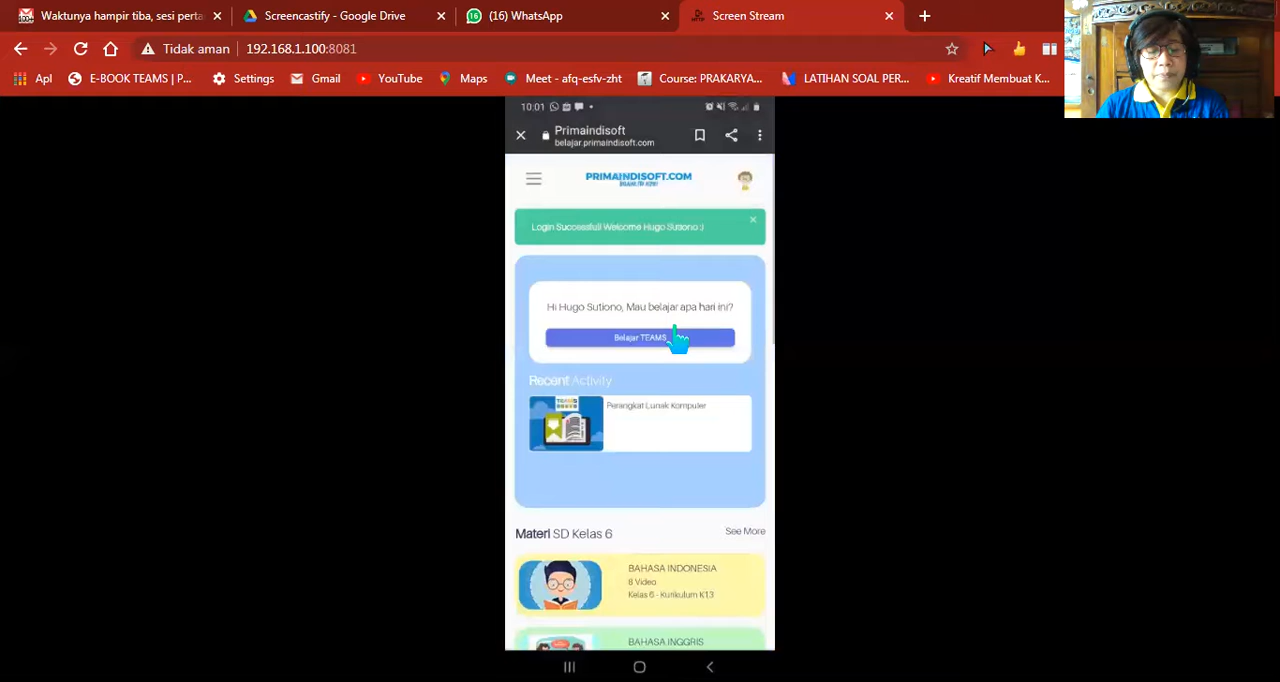 Waktunya hampir tiba, sesi perta
Screencastify - Google Drive
(16) WhatsApp
Screen Stream
Tidak aman
192.168.1.100:8081
Apl
E-BOOK TEAMS | P...
Settings
Gmail
YouTube
Maps
Meet - afq-esfv-zht
Course: PRAKARYA...
LATIHAN SOAL PER...
Kreatif Membuat K...
10:01
Primaindisoft
belajar.primaindisoft.com
PRIMAINDISOFT.COM
Login Successful! Welcome Hugo Sutiono :)
Hi Hugo Sutiono, Mau belajar apa hari ini?
Belajar TEAMS
Recent Activity
Perangkat Lunak Komputer
Materi SD Kelas 6
See More
BAHASA INDONESIA
8 Video
Kelas 6 - Kurikulum K13
BAHASA INGGRIS